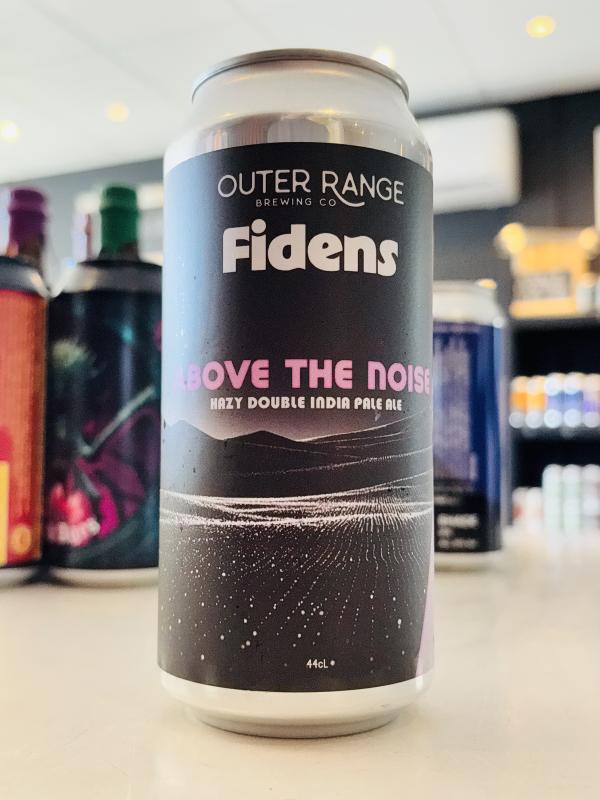 OUTER RANGE
BREWING CO
Fidens
ABOVE THE NOISE
HAZY DOUBLE INDIA PALE ALE
44cL